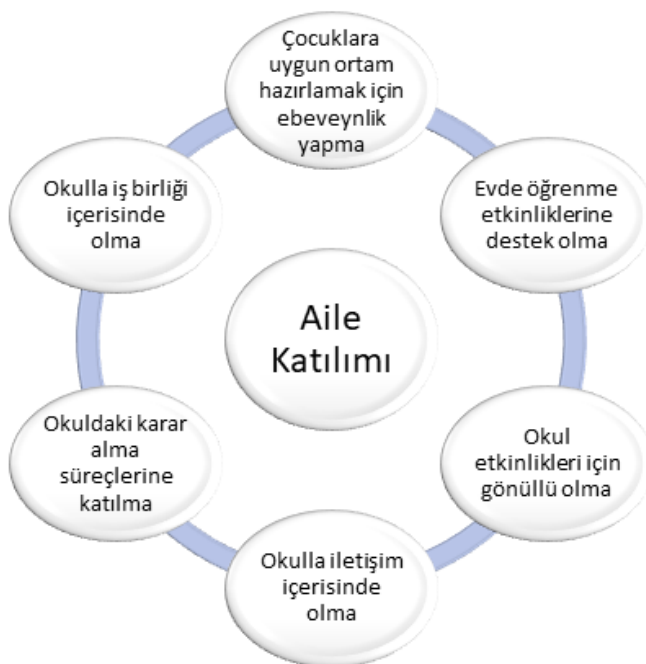 Çocuklara
uygun ortam
hazırlamak için
ebeveynlik
yapma
Evde öğrenme
etkinliklerine
destek olma
Okul
etkinlikleri için
gönüllü olma
Okulla iletişim
içerisinde
olma
Okuldaki karar
alma
süreçlerine
katılma
Okulla iş birliği
içerisinde
olma
Aile
Katılımı